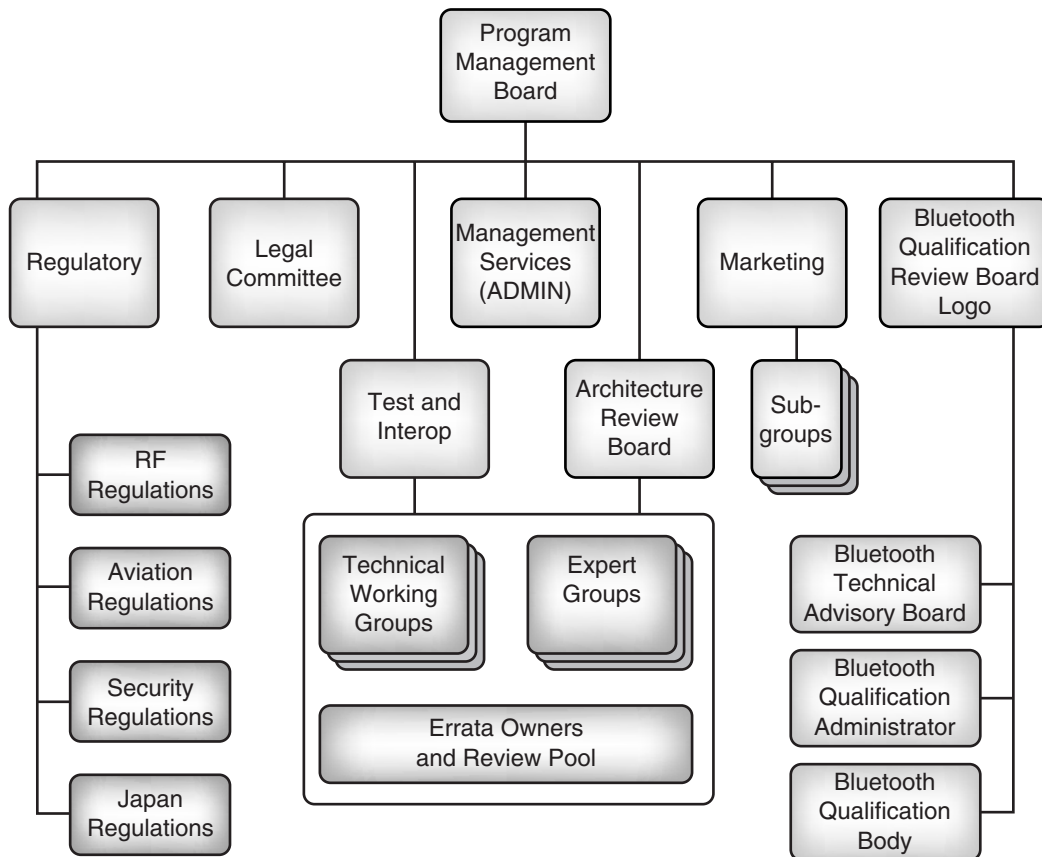 Program
Management
Board
Regulatory
Legal
Committee
Management
Services
(ADMIN)
Marketing
Bluetooth
Qualification
Review Board
Logo
Test and
Interop
Architecture
Review
Board
Sub-
groups
RF
Regulations
Aviation
Regulations
Security
Regulations
Japan
Regulations
Technical
Working
Groups
Expert
Groups
Errata Owners
and Review Pool
Bluetooth
Technical
Advisory Board
Bluetooth
Qualification
Administrator
Bluetooth
Qualification
Body